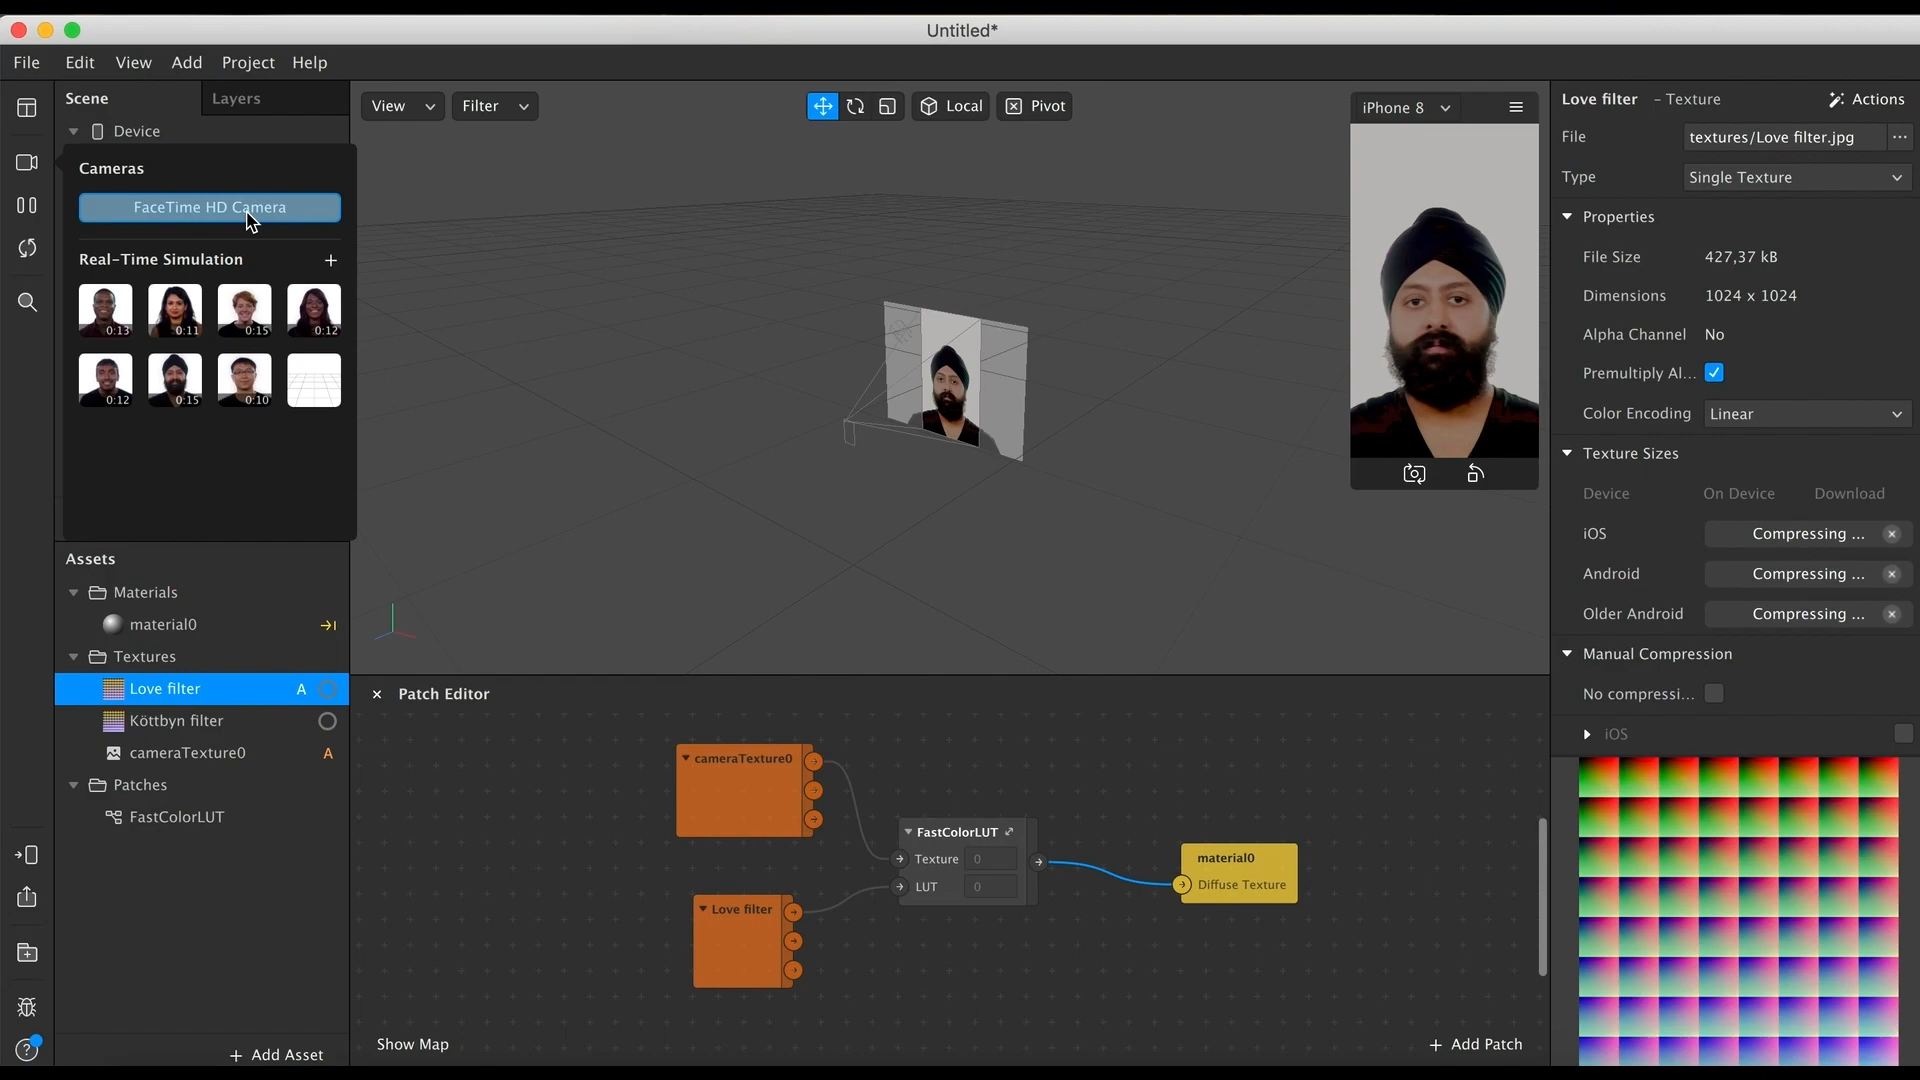 Untitled*
File Edit View Add Project Help
Scene
Layers
Device
Cameras
FaceTime HD Camera
Real-Time Simulation +
0:13 0:11 0:15 0:12
0:12 0:15 0:10
Assets
Materials
material0
Textures
Love filter A
Köttbyn filter
cameraTexture0 A
Patches
FastColorLUT
+ Add Asset
View
Filter
Local
Pivot
iPhone 8
× Patch Editor
cameraTexture0
Love filter
FastColorLUT
Texture 0
LUT 0
material0
Diffuse Texture
Show Map
+ Add Patch
Love filter - Texture
Actions
File textures/Love filter.jpg ...
Type Single Texture
Properties
File Size 427,37 kB
Dimensions 1024 x 1024
Alpha Channel No
Premultiply Al...
Color Encoding Linear
Texture Sizes
Device On Device Download
iOS Compressing ...
Android Compressing ...
Older Android Compressing ...
Manual Compression
No compressi...
iOS